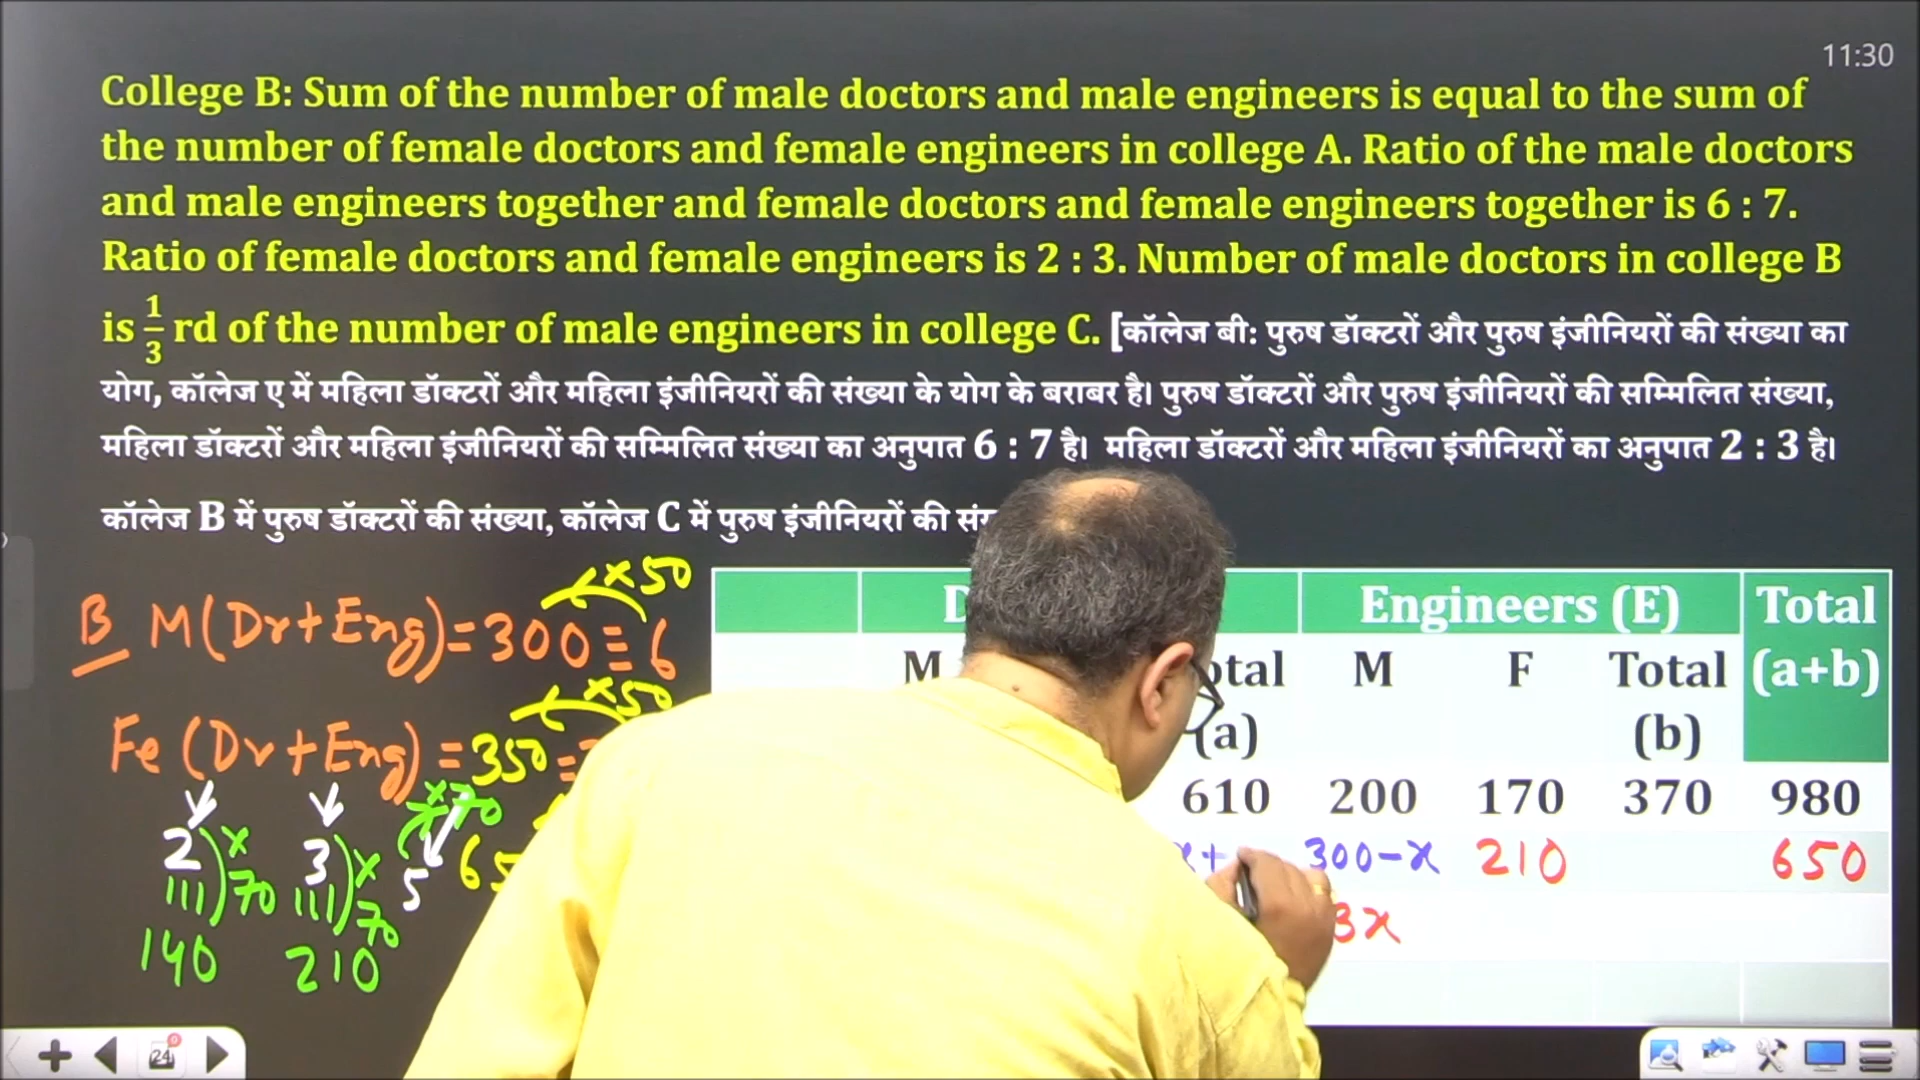 11:30
College B: Sum of the number of male doctors and male engineers is equal to the sum of
the number of female doctors and female engineers in college A. Ratio of the male doctors
and male engineers together and female doctors and female engineers together is 6 : 7.
Ratio of female doctors and female engineers is 2 : 3. Number of male doctors in college B
is 1/3 rd of the number of male engineers in college C. [कॉलेज बी: पुरुष डॉक्टरों और पुरुष इंजीनियरों की संख्या का
योग, कॉलेज ए में महिला डॉक्टरों और महिला इंजीनियरों की संख्या के योग के बराबर है। पुरुष डॉक्टरों और पुरुष इंजीनियरों की सम्मिलित संख्या,
महिला डॉक्टरों और महिला इंजीनियरों की सम्मिलित संख्या का अनुपात 6 : 7 है। महिला डॉक्टरों और महिला इंजीनियरों का अनुपात 2 : 3 है।
कॉलेज B में पुरुष डॉक्टरों की संख्या, कॉलेज C में पुरुष इंजीनियरों की
×50
B M(Dr+Eng)=300≡6
×50
Fe (Dr+Eng) =350=
×70
2 × 3 × 5
70 70
140 210
Engineers (E) Total
M M F Total (a+b)
(a) (b)
610 200 170 370 980
x+ 300-x 210 650
3x
24